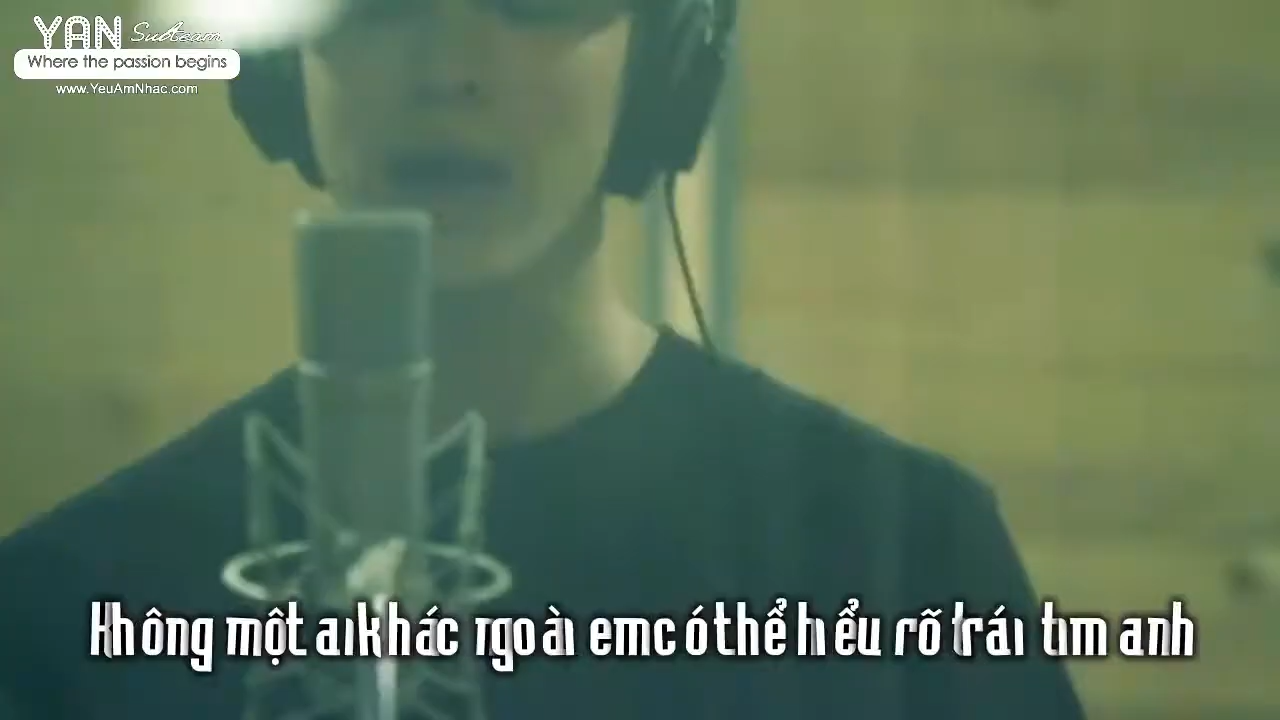 YAN Subteam
Where the passion begins
www.YeuAmNhac.com
Không một ai khác ngoài em có thể hiểu rõ trái tim anh